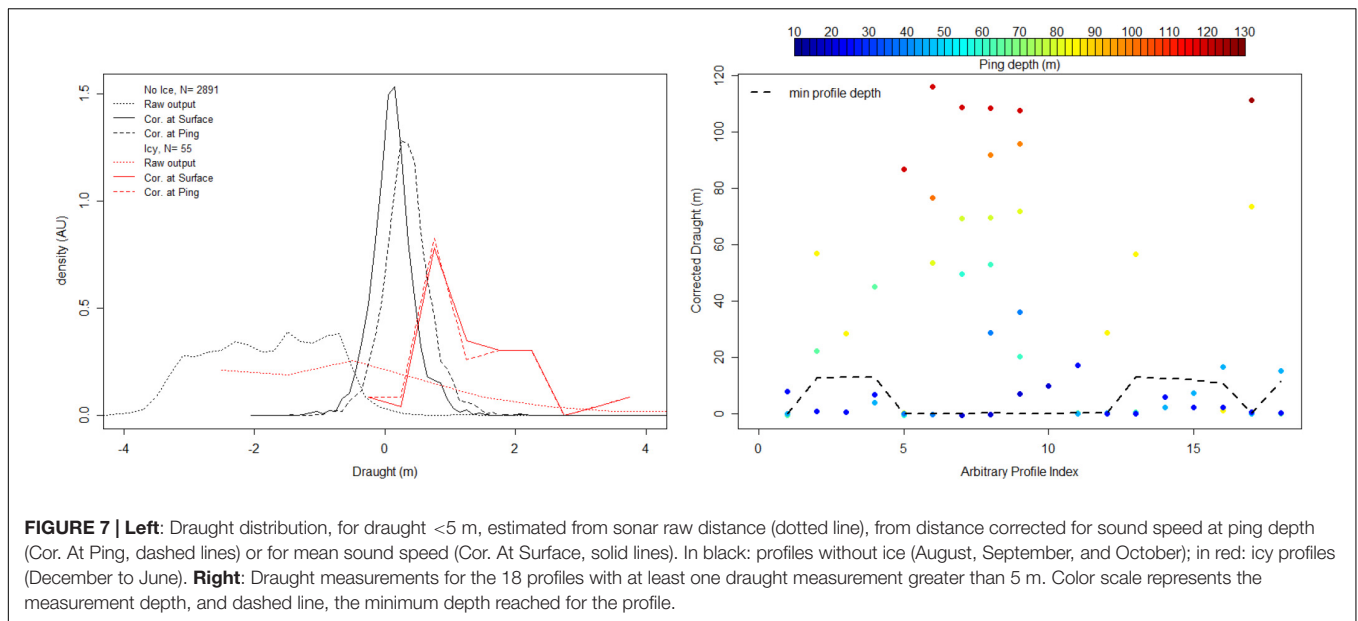 No Ice, N= 2891
Raw output
Cor. at Surface
Cor. at Ping
Icy, N= 55
Raw output
Cor. at Surface
Cor. at Ping
density (AU)
0.0 0.5 1.0 1.5
-4 -2 0 2 4
Draught (m)
10 20 30 40 50 60 70 80 90 100 110 120 130
Ping depth (m)
min profile depth
Corrected Draught (m)
0 20 40 60 80 100 120
0 5 10 15
Arbitrary Profile Index
FIGURE 7 | Left: Draught distribution, for draught <5 m, estimated from sonar raw distance (dotted line), from distance corrected for sound speed at ping depth
(Cor. At Ping, dashed lines) or for mean sound speed (Cor. At Surface, solid lines). In black: profiles without ice (August, September, and October); in red: icy profiles
(December to June). Right: Draught measurements for the 18 profiles with at least one draught measurement greater than 5 m. Color scale represents the
measurement depth, and dashed line, the minimum depth reached for the profile.